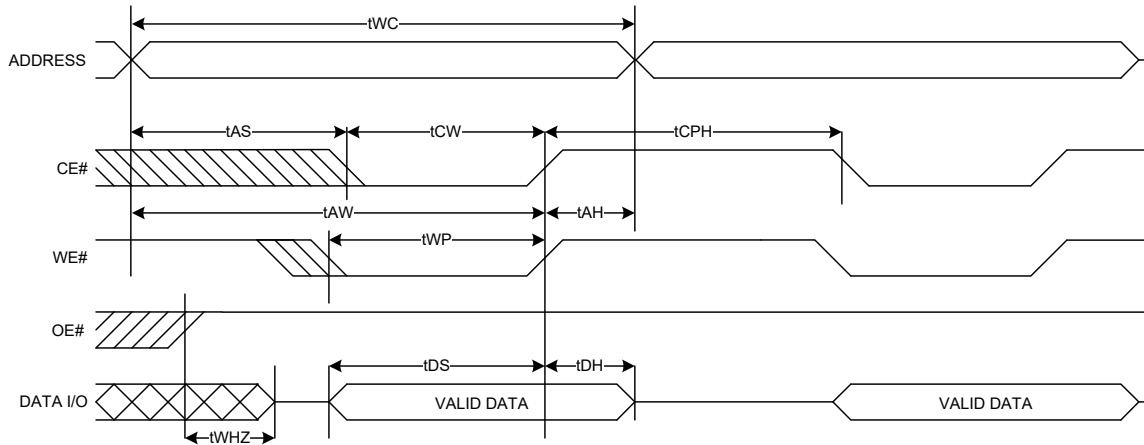 tWC
ADDRESS
tAS
tCW
tCPH
CE#
tAW
tAH
tWP
WE#
OE#
tDS
tDH
DATA I/O
VALID DATA
VALID DATA
tWHZ